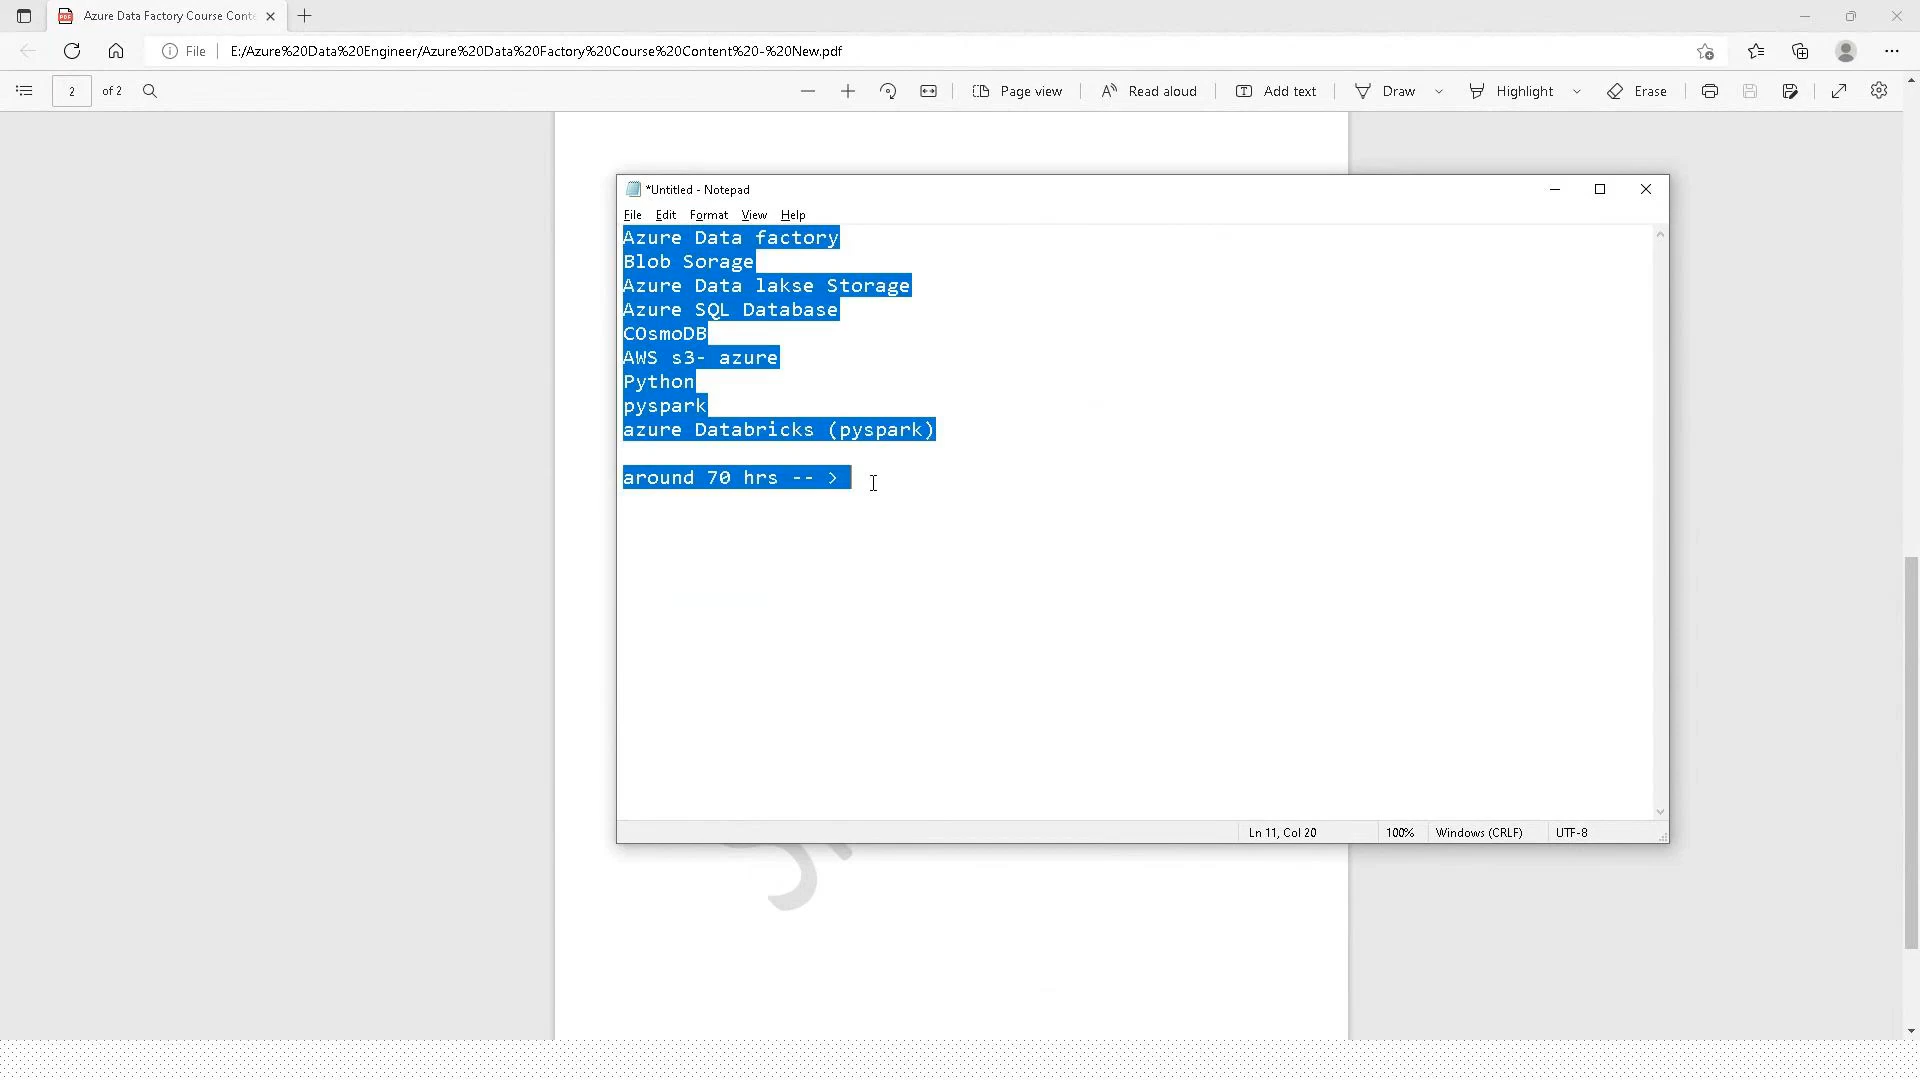 Azure Data Factory Course Conte
File E:/Azure%20Data%20Engineer/Azure%20Data%20Factory%20Course%20Content%20-%20New.pdf
2 of 2 Page view Read aloud Add text Draw Highlight Erase
*Untitled - Notepad
File Edit Format View Help
Azure Data factory
Blob Sorage
Azure Data lakse Storage
Azure SQL Database
COsmoDB
AWS s3- azure
Python
pyspark
azure Databricks (pyspark)
around 70 hrs -- >
Ln 11, Col 20 100% Windows (CRLF) UTF-8